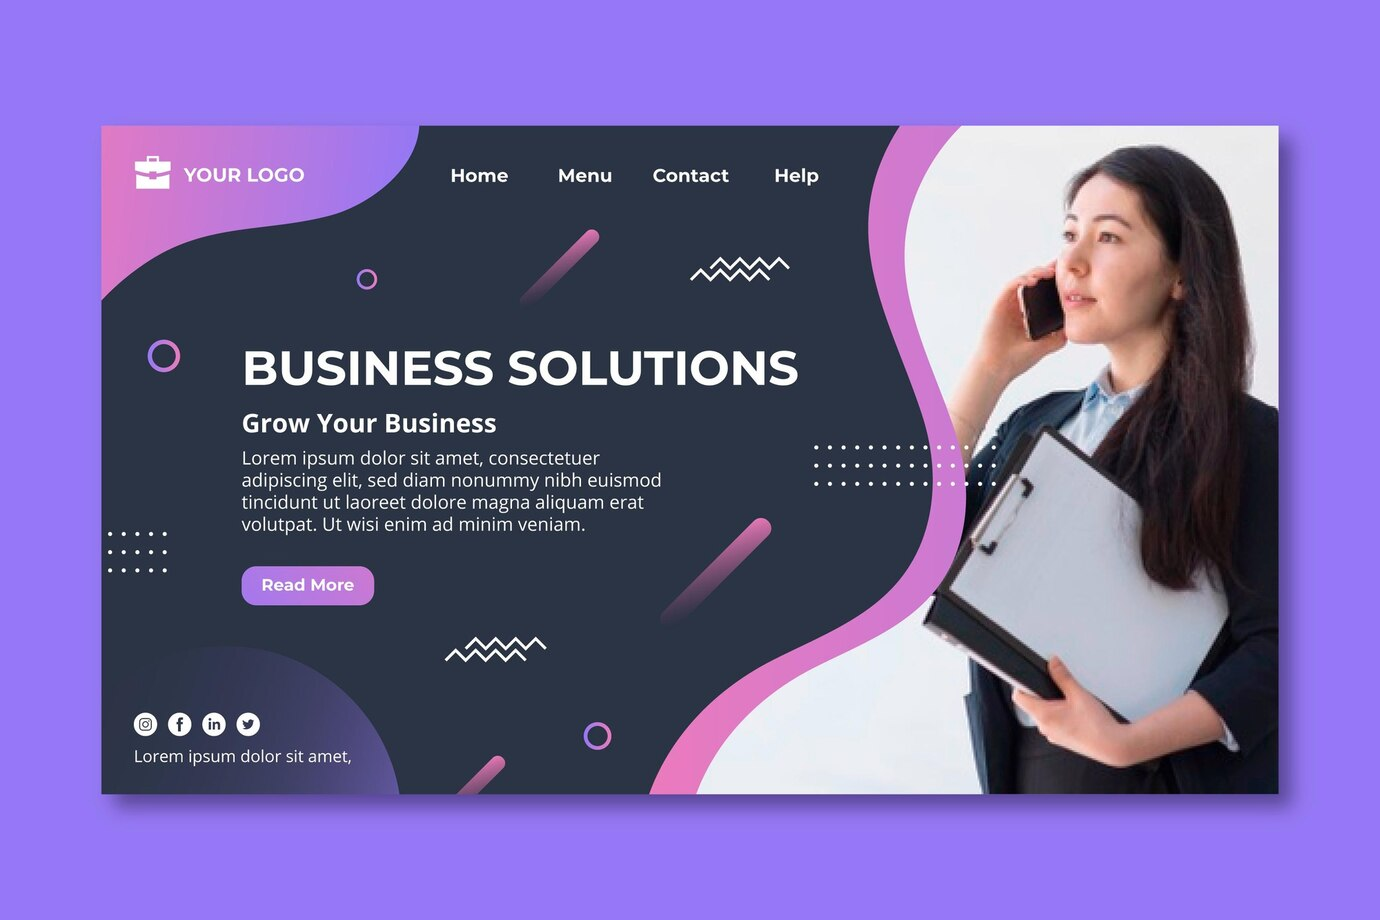 YOUR LOGO
Home Menu Contact Help
BUSINESS SOLUTIONS
Grow Your Business
Lorem ipsum dolor sit amet, consectetuer
adipiscing elit, sed diam nonummy nibh euismod
tincidunt ut laoreet dolore magna aliquam erat
volutpat. Ut wisi enim ad minim veniam.
Read More
Lorem ipsum dolor sit amet,